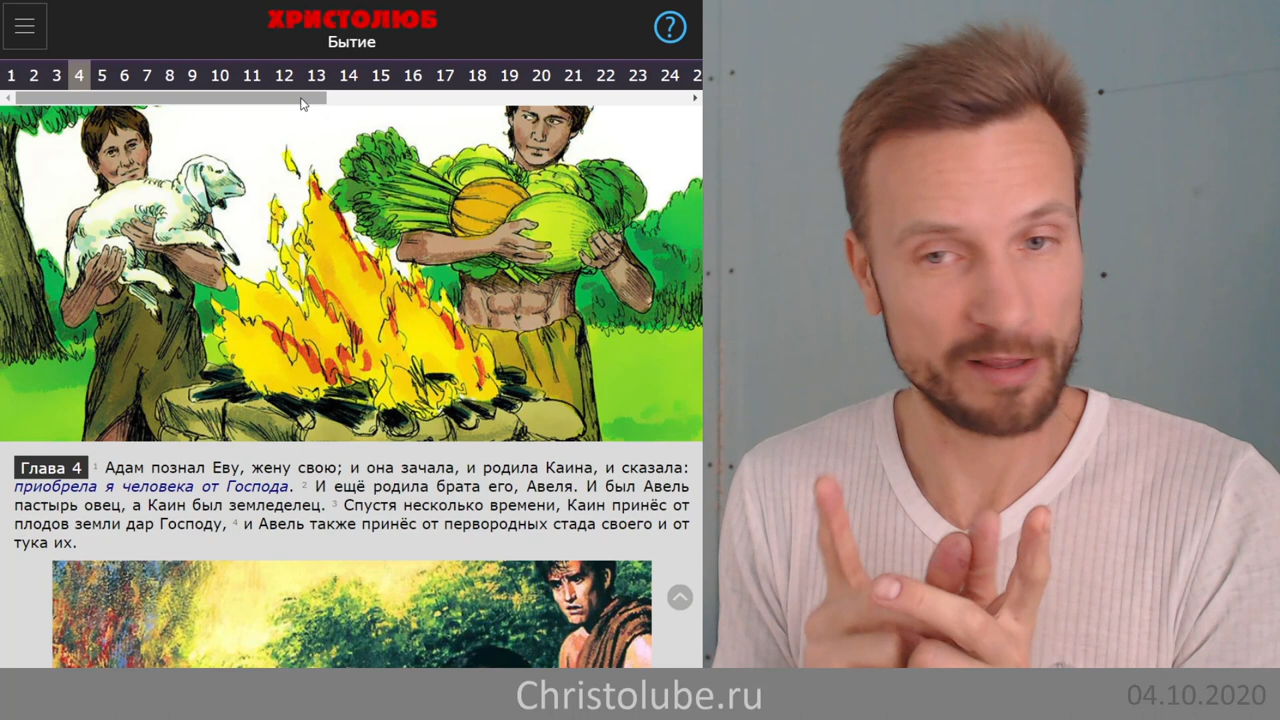 ХРИСТОЛЮБ
Бытие
?
1 2 3 4 5 6 7 8 9 10 11 12 13 14 15 16 17 18 19 20 21 22 23 24 2
Глава 4 1 Адам познал Еву, жену свою; и она зачала, и родила Каина, и сказала:
приобрела я человека от Господа. 2 И ещё родила брата его, Авеля. И был Авель
пастырь овец, а Каин был земледелец. 3 Спустя несколько времени, Каин принёс от
плодов земли дар Господу, 4 и Авель также принёс от первородных стада своего и от
тука их.
Christolube.ru
04.10.2020